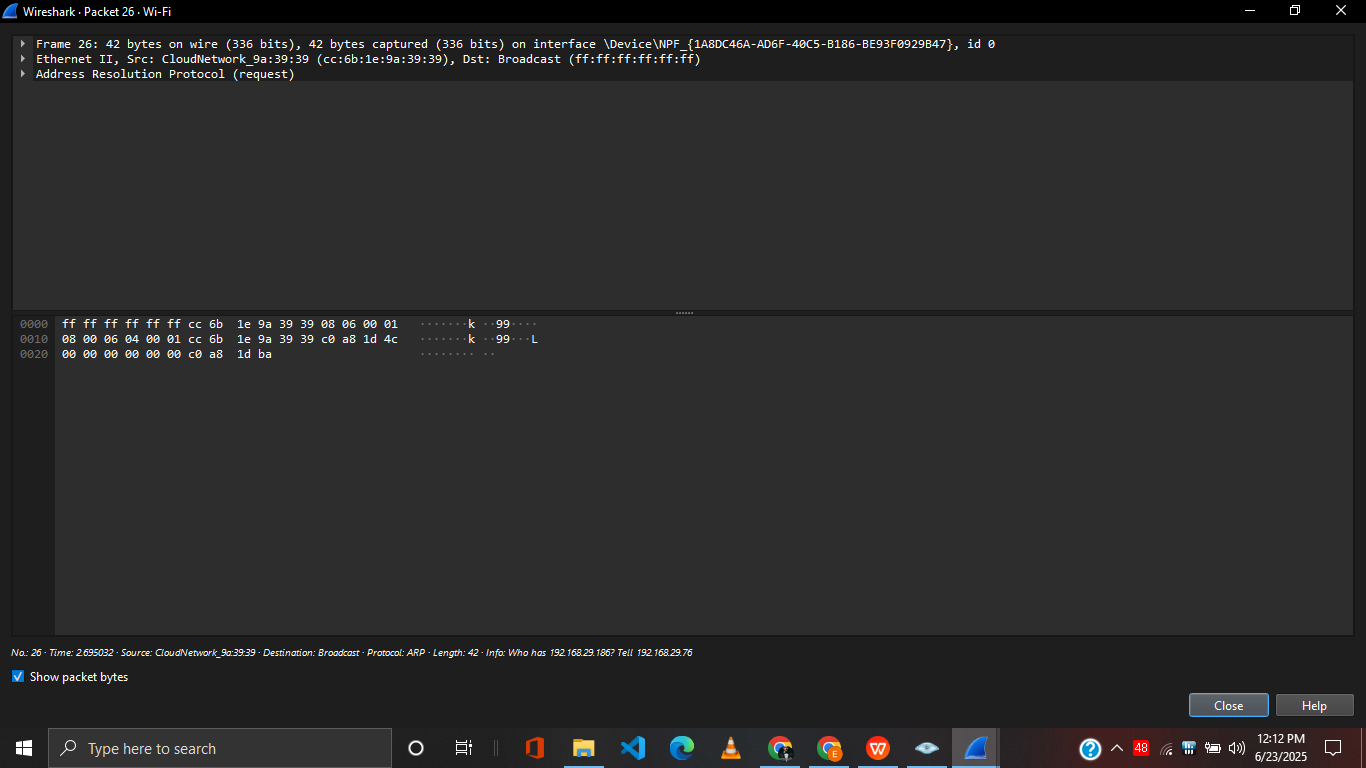 Wireshark · Packet 26 · Wi-Fi
Frame 26: 42 bytes on wire (336 bits), 42 bytes captured (336 bits) on interface \Device\NPF_{1A8DC46A-AD6F-40C5-B186-BE93F0929B47}, id 0
Ethernet II, Src: CloudNetwork_9a:39:39 (cc:6b:1e:9a:39:39), Dst: Broadcast (ff:ff:ff:ff:ff:ff)
Address Resolution Protocol (request)
0000 ff ff ff ff ff ff cc 6b 1e 9a 39 39 08 06 00 01 ·······k ··99····
0010 08 00 06 04 00 01 cc 6b 1e 9a 39 39 c0 a8 1d 4c ·······k ··99···L
0020 00 00 00 00 00 00 c0 a8 1d ba ········ ··
No.: 26 · Time: 2.695032 · Source: CloudNetwork_9a:39:39 · Destination: Broadcast · Protocol: ARP · Length: 42 · Info: Who has 192.168.29.186? Tell 192.168.29.76
Show packet bytes
Close Help
Type here to search
E
W
?
48
12:12 PM
6/23/2025